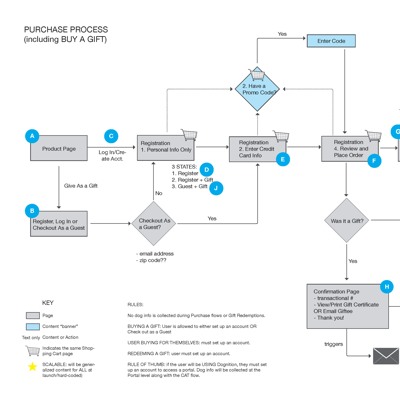 PURCHASE PROCESS
(including BUY A GIFT)
Yes
Enter Code
2. Have a
Promo Code?
A
Product Page
C
Log In/Cre-
ate Acct.
Registration
1. Personal Info Only
Registration
2. Enter Credit
Card Info
E
Registration
4. Review and
Place Order
F
G
3 STATES:
1. Register
2. Register + Gift
3. Guest + Gift
D
J
Give As a Gift
No
B
Register, Log In or
Checkout As a Guest
Checkout As
a Guest?
Yes
- email address
- zip code??
Was it a Gift?
Yes
H
Confirmation Page
- transactional #
- View/Print Gift Certificate
OR Email Giftee
- Thank you!
triggers
KEY
Page
Content "banner"
Text only
Content or Action
Indicates the same Shop-
ping Cart page
SCALABLE: will be gener-
alized content for ALL at
launch(hard-coded)
RULES:
No dog info is collected during Purchase flows or Gift Redemptions.
BUYING A GIFT: User is allowed to either set up an account OR
Check out as a Guest
USER BUYING FOR THEMSELVES: must set up an account.
REDEEMING A GIFT: user must set up an account.
RULE OF THUMB: if the user will be using Dognition, they must set
up an account to access a portal. Dog info will be collected at the
Portal level along with the CAT flow.